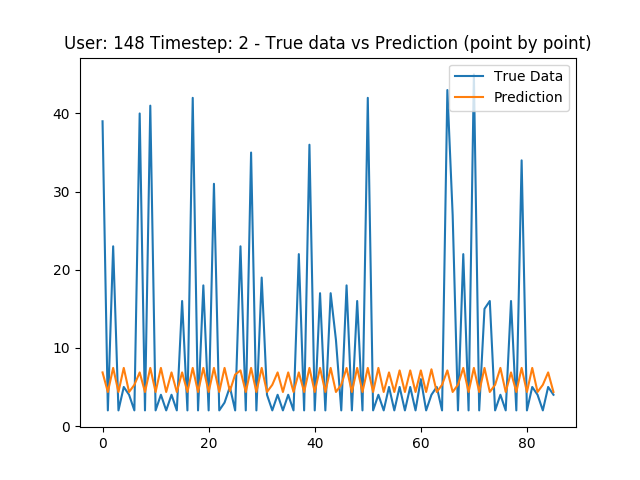 User: 148 Timestep: 2 - True data vs Prediction (point by point)
True Data
Prediction
40
30
20
10
0
0 20 40 60 80